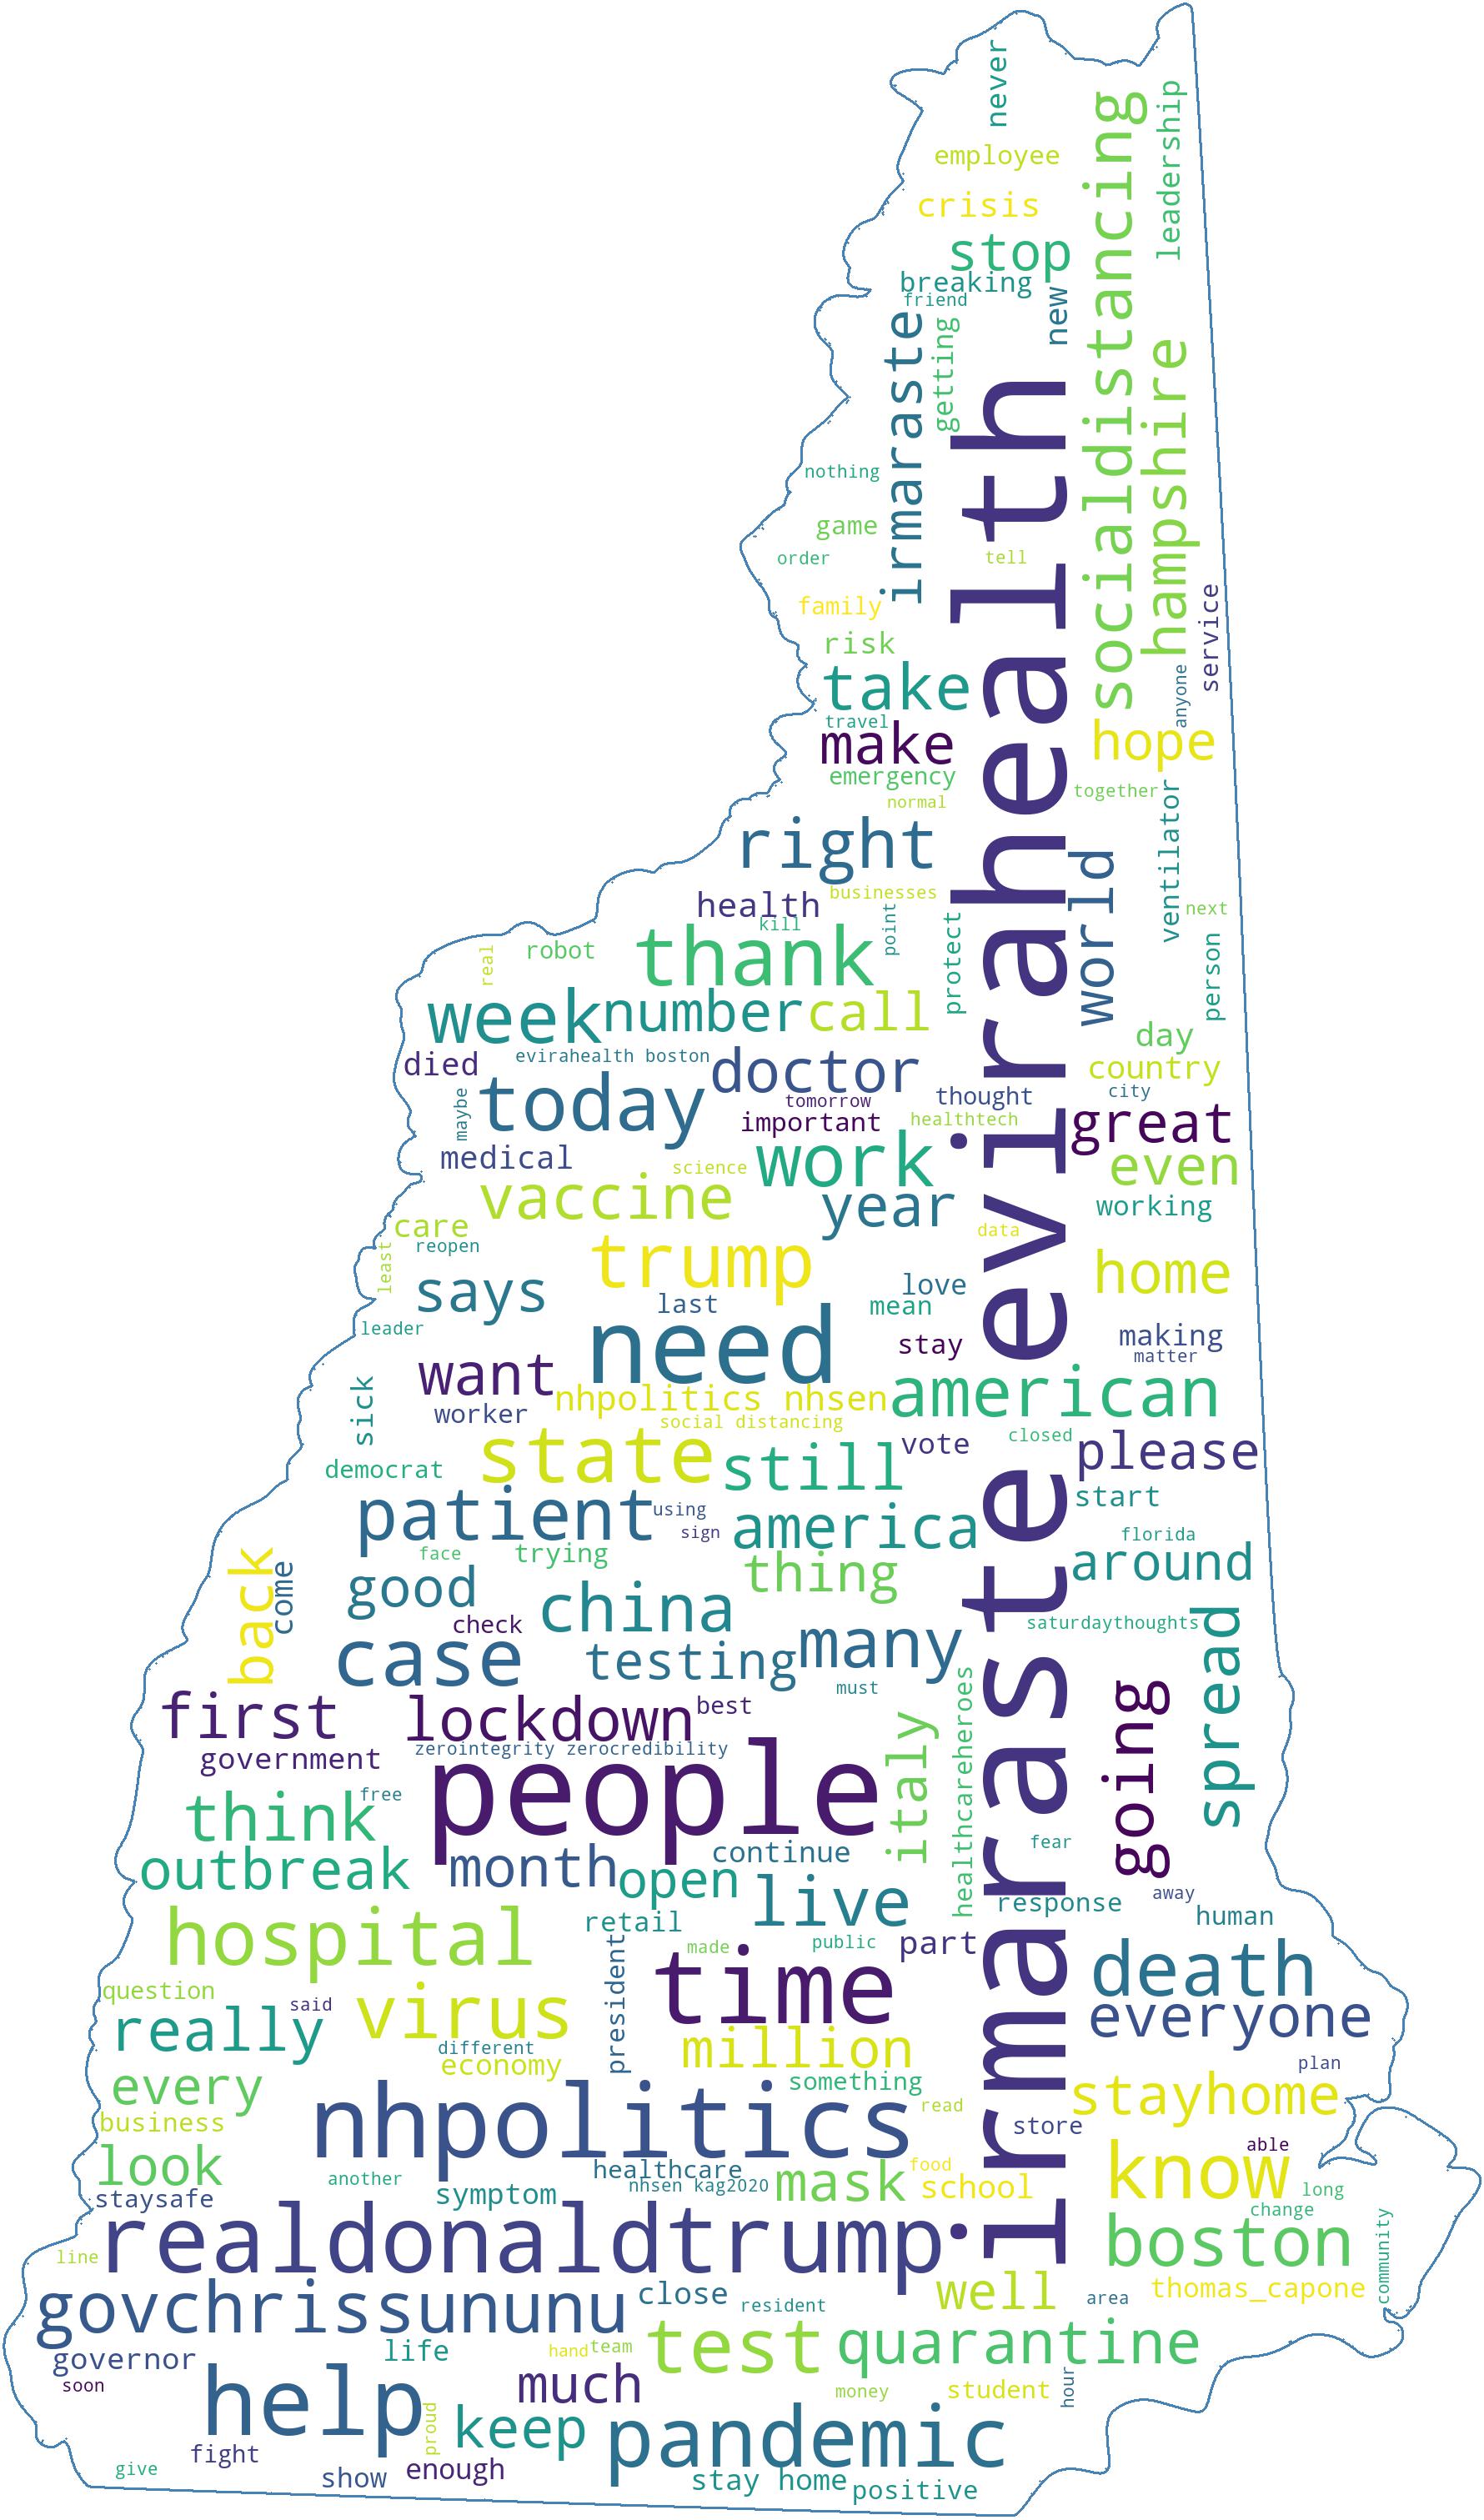 never
employee
leadership
crisis
socialdistancing
stop
breaking
friend
new
irmaraste
getting
hampshire
irmaraste evirahealth
nothing
game
order
tell
family
service
risk
take
anyone
travel
make
hope
emergency
together
normal
ventilator
right
world
businesses
health
kill
point
next
protect
thank
robot
real
person
week
number
call
day
evirahealth boston
doctor
country
died
today
maybe
tomorrow
thought
city
important
healthtech
great
medical
science
work
even
vaccine
year
working
care
data
reopen
trump
least
home
says
love
last
mean
leader
need
stay
making
matter
want
sick
nhpolitics nhsen
american
worker
social distancing
state
still
vote
closed
please
democrat
patient
using
sign
america
start
florida
face
trying
thing
around
back
come
good
china
check
saturdaythoughts
spread
case
testing
many
must
first
lockdown
best
going
government
zerointegrity zerocredibility
people
italy
healthcareheroes
think
free
fear
outbreak
month
continue
open
live
response
away
human
hospital
retail
public
part
president
made
time
death
question
said
virus
everyone
really
different
economy
million
plan
every
something
stayhome
business
nhpolitics
read
store
look
healthcare
able
another
nhsen kag2020
mask
food
school
know
long
staysafe
symptom
change
realdonaldtrump
boston
line
community
govchrissununu
close
resident
well
area
thomas_capone
governor
life
hand
team
test
quarantine
soon
help
much
money
student
hour
proud
keep
pandemic
fight
give
show
enough
stay home
positive